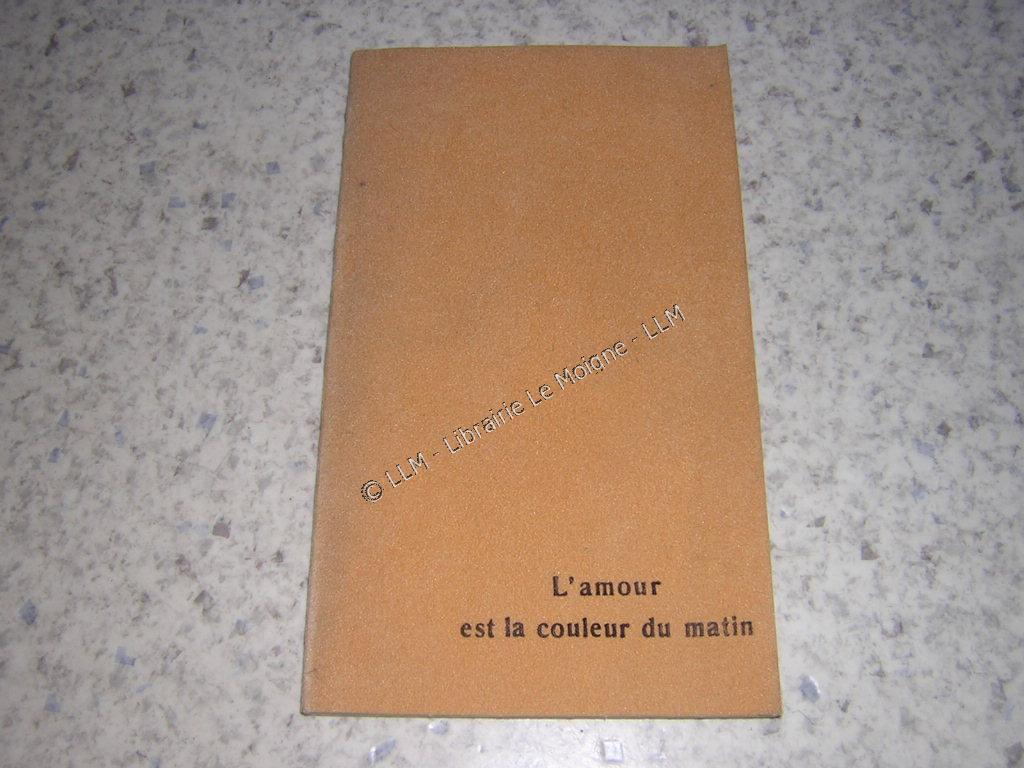 © LLM - Librairie Le Moigne - LLM
L'amour
est la couleur du matin